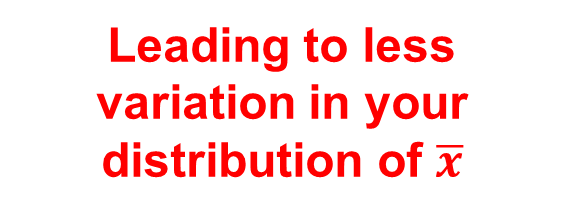 Leading to less
variation in your
distribution of x̅